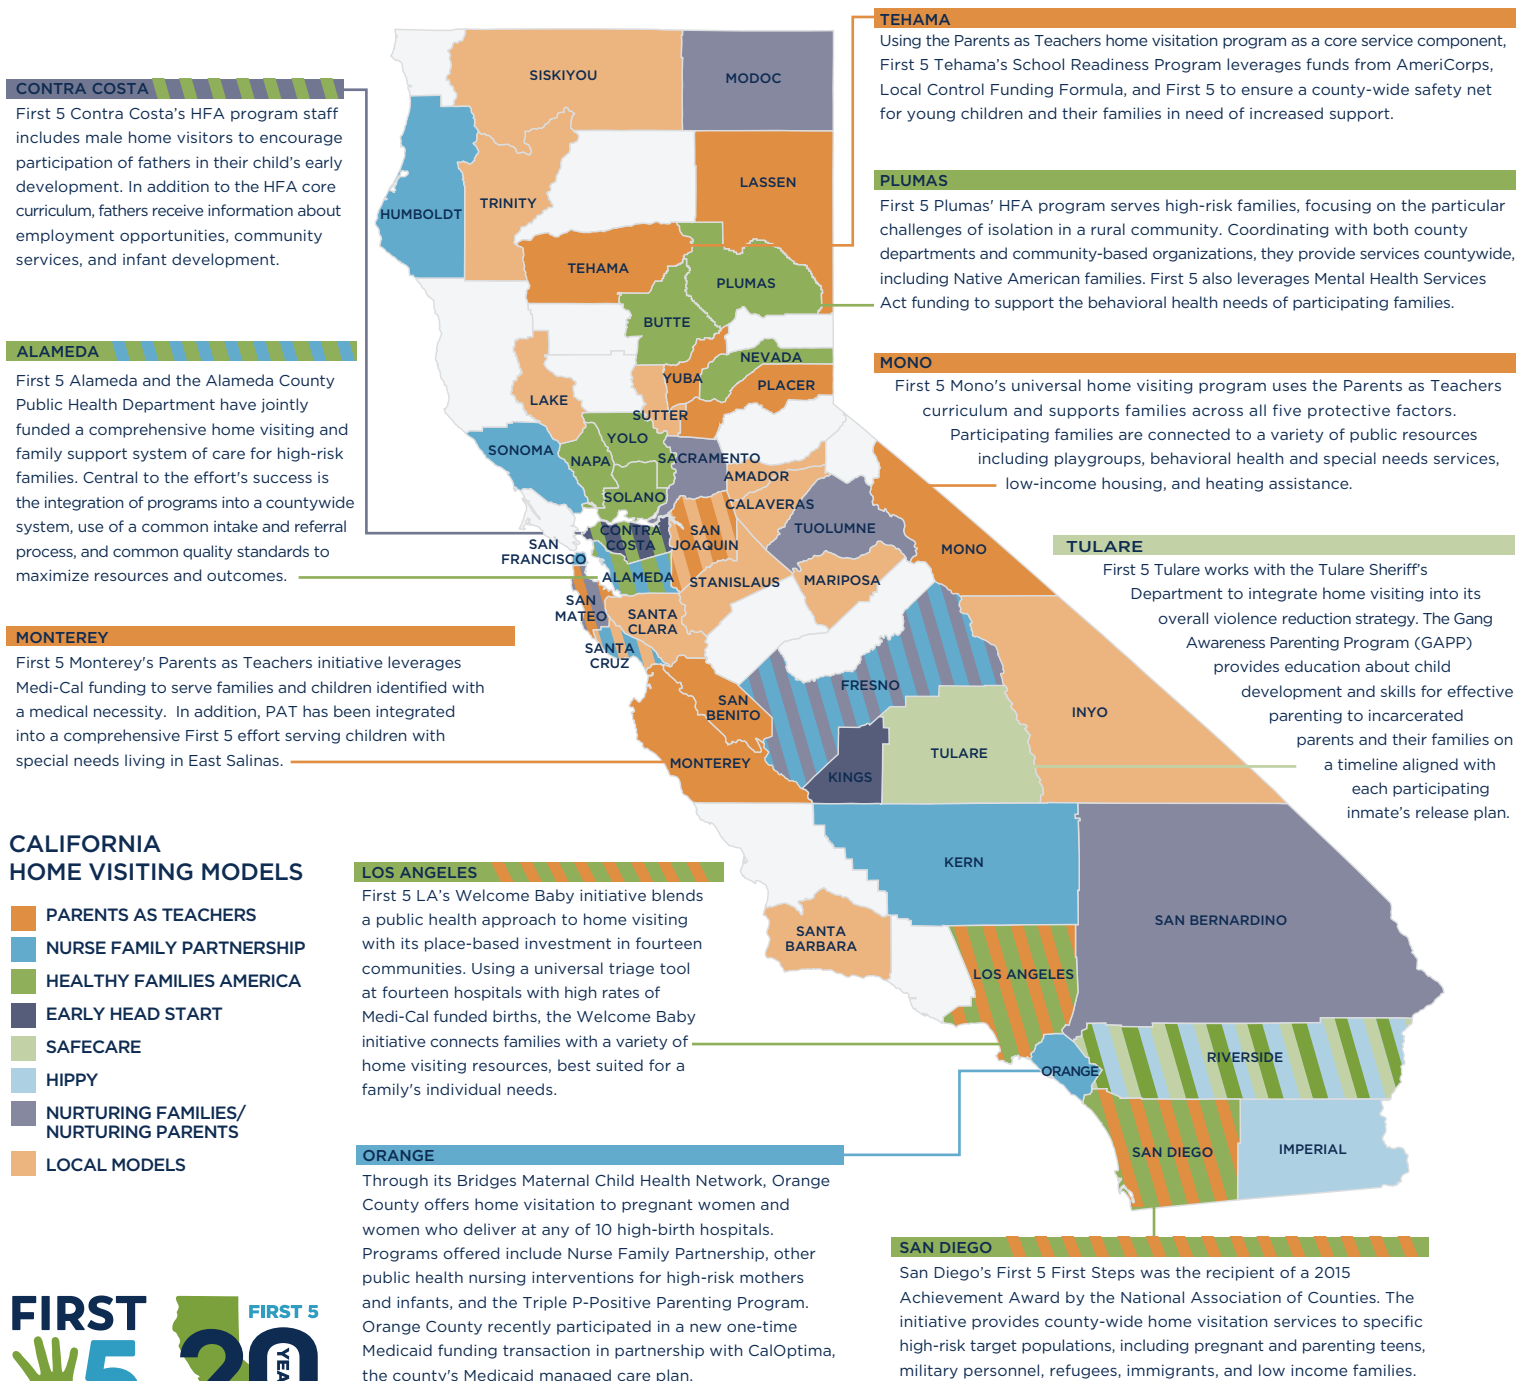 CONTRA COSTA
First 5 Contra Costa's HFA program staff
includes male home visitors to encourage
participation of fathers in their child's early
development. In addition to the HFA core
curriculum, fathers receive information about
employment opportunities, community
services, and infant development.
ALAMEDA
First 5 Alameda and the Alameda County
Public Health Department have jointly
funded a comprehensive home visiting and
family support system of care for high-risk
families. Central to the effort's success is
the integration of programs into a countywide
system, use of a common intake and referral
process, and common quality standards to
maximize resources and outcomes.
MONTEREY
First 5 Monterey's Parents as Teachers initiative leverages
Medi-Cal funding to serve families and children identified with
a medical necessity. In addition, PAT has been integrated
into a comprehensive First 5 effort serving children with
special needs living in East Salinas.
TEHAMA
Using the Parents as Teachers home visitation program as a core service component,
First 5 Tehama's School Readiness Program leverages funds from AmeriCorps,
Local Control Funding Formula, and First 5 to ensure a county-wide safety net
for young children and their families in need of increased support.
PLUMAS
First 5 Plumas' HFA program serves high-risk families, focusing on the particular
challenges of isolation in a rural community. Coordinating with both county
departments and community-based organizations, they provide services countywide,
including Native American families. First 5 also leverages Mental Health Services
Act funding to support the behavioral health needs of participating families.
MONO
First 5 Mono's universal home visiting program uses the Parents as Teachers
curriculum and supports families across all five protective factors.
Participating families are connected to a variety of public resources
including playgroups, behavioral health and special needs services,
low-income housing, and heating assistance.
TULARE
First 5 Tulare works with the Tulare Sheriff's
Department to integrate home visiting into its
overall violence reduction strategy. The Gang
Awareness Parenting Program (GAPP)
provides education about child
development and skills for effective
parenting to incarcerated
parents and their families on
a timeline aligned with
each participating
inmate's release plan.
SISKIYOU
MODOC
HUMBOLDT
TRINITY
LASSEN
TEHAMA
PLUMAS
BUTTE
NEVADA
YUBA
PLACER
LAKE
SUTTER
YOLO
SONOMA
NAPA
SACRAMENTO
AMADOR
SOLANO
CALAVERAS
TUOLUMNE
CONTRA
COSTA
SAN
JOAQUIN
SAN
FRANCISCO
MONO
ALAMEDA
STANISLAUS
MARIPOSA
SAN
MATEO
SANTA
CLARA
SANTA
CRUZ
FRESNO
SAN
BENITO
INYO
TULARE
MONTEREY
KINGS
KERN
SAN BERNARDINO
SANTA
BARBARA
LOS ANGELES
RIVERSIDE
ORANGE
SAN DIEGO
IMPERIAL
CALIFORNIA
HOME VISITING MODELS
PARENTS AS TEACHERS
NURSE FAMILY PARTNERSHIP
HEALTHY FAMILIES AMERICA
EARLY HEAD START
SAFECARE
HIPPY
NURTURING FAMILIES/
NURTURING PARENTS
LOCAL MODELS
LOS ANGELES
First 5 LA's Welcome Baby initiative blends
a public health approach to home visiting
with its place-based investment in fourteen
communities. Using a universal triage tool
at fourteen hospitals with high rates of
Medi-Cal funded births, the Welcome Baby
initiative connects families with a variety of
home visiting resources, best suited for a
family's individual needs.
ORANGE
Through its Bridges Maternal Child Health Network, Orange
County offers home visitation to pregnant women and
women who deliver at any of 10 high-birth hospitals.
Programs offered include Nurse Family Partnership, other
public health nursing interventions for high-risk mothers
and infants, and the Triple P-Positive Parenting Program.
Orange County recently participated in a new one-time
Medicaid funding transaction in partnership with CalOptima,
the county's Medicaid managed care plan.
SAN DIEGO
San Diego's First 5 First Steps was the recipient of a 2015
Achievement Award by the National Association of Counties. The
initiative provides county-wide home visitation services to specific
high-risk target populations, including pregnant and parenting teens,
military personnel, refugees, immigrants, and low income families.
FIRST
5
FIRST 5
20